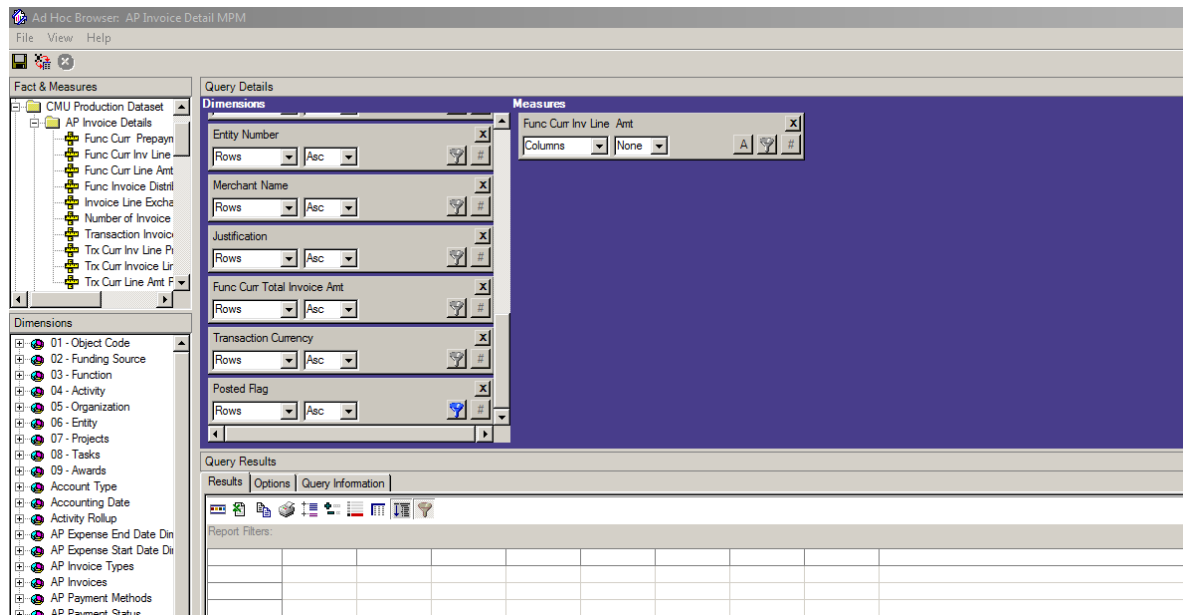 Ad Hoc Browser: AP Invoice Detail MPM
File View Help
Fact & Measures
CMU Production Dataset
AP Invoice Details
Func Curr Prepaym
Func Curr Inv Line
Func Curr Line Amt
Func Invoice Distril
Invoice Line Excha
Number of Invoice
Transaction Invoic
Trx Curr Inv Line Pr
Trx Curr Invoice Lir
Trx Curr Line Amt F
Dimensions
01 - Object Code
02 - Funding Source
03 - Function
04 - Activity
05 - Organization
06 - Entity
07 - Projects
08 - Tasks
09 - Awards
Account Type
Accounting Date
Activity Rollup
AP Expense End Date Dim
AP Expense Start Date Di
AP Invoice Types
AP Invoices
AP Payment Methods
AP Payment Status
Query Details
Dimensions
Entity Number X
Rows Asc #
Merchant Name X
Rows Asc #
Justification X
Rows Asc #
Func Curr Total Invoice Amt X
Rows Asc #
Transaction Currency X
Rows Asc #
Posted Flag X
Rows Asc #
Measures
Func Curr Inv Line Amt X
Columns None A #
Query Results
Results Options Query Information
Report Filters: